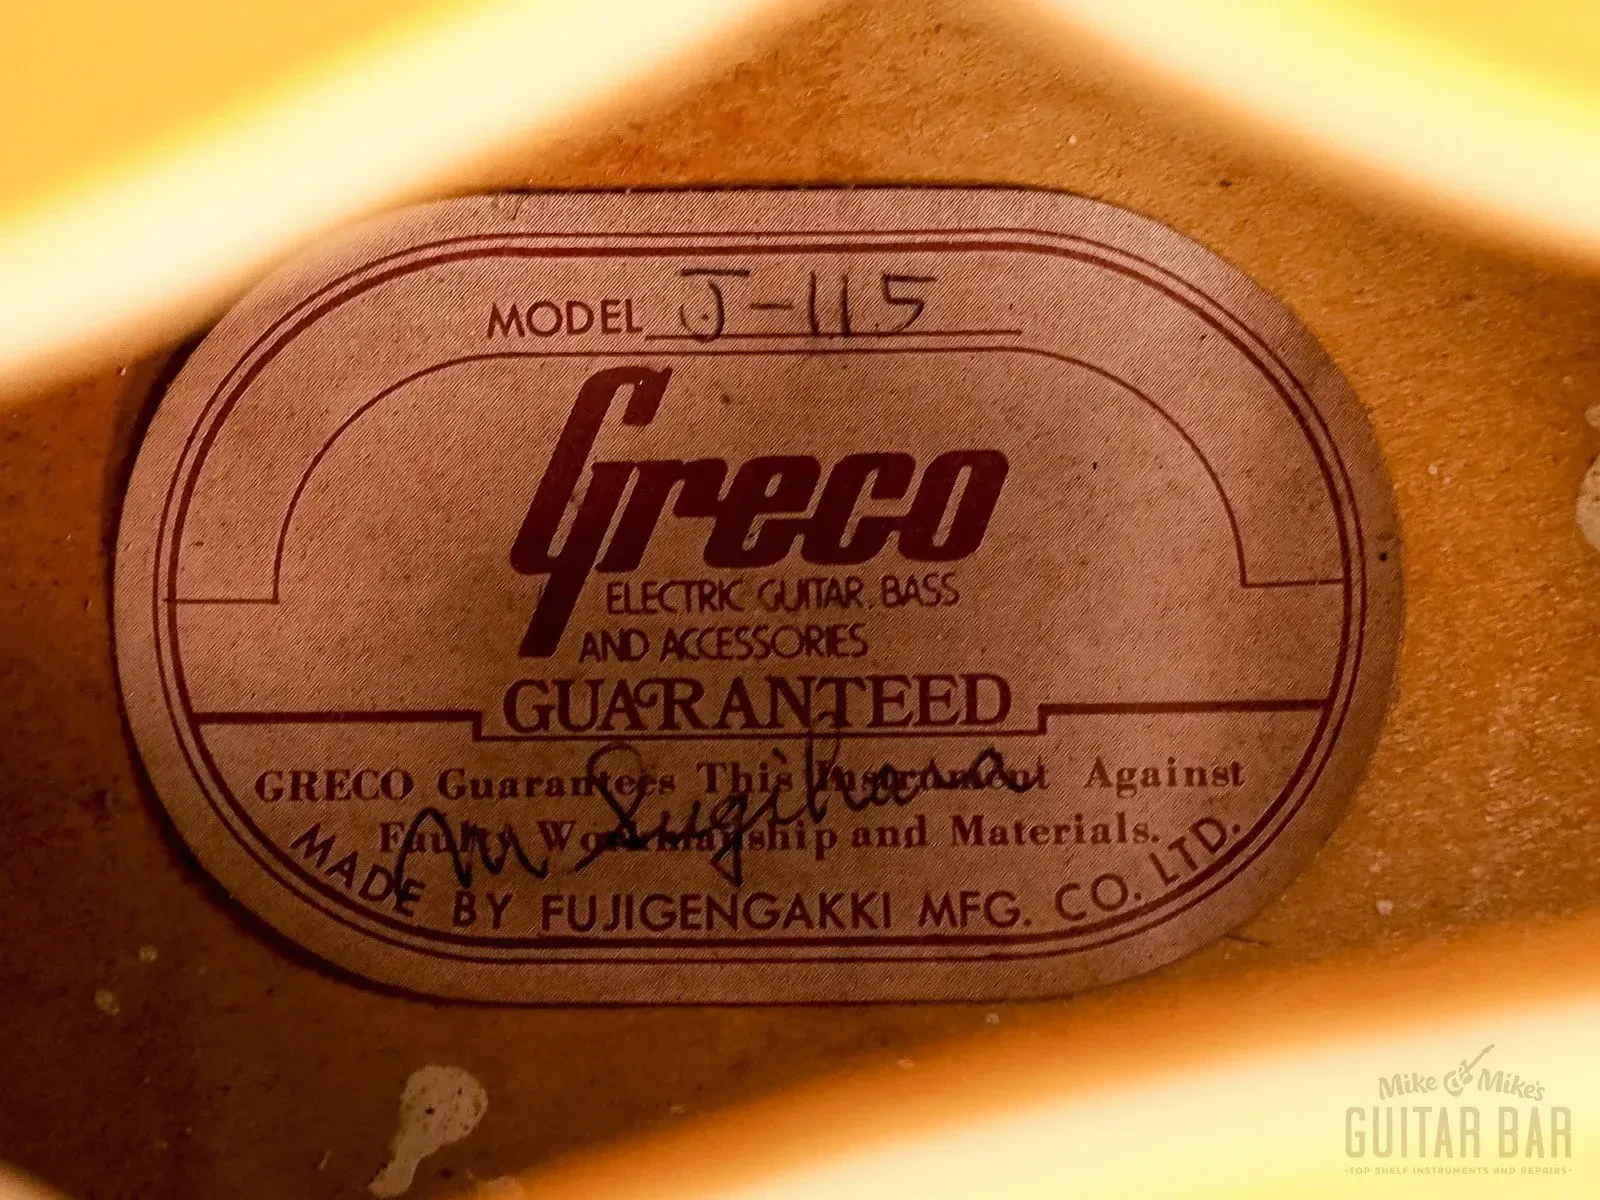 MODEL J-115
Greco
ELECTRIC GUITAR, BASS
AND ACCESSORIES
GUARANTEED
GRECO Guarantees This Instrument Against
Faulty Workmanship and Materials.
M Sugihara
MADE BY FUJIGENGAKKI MFG. CO. LTD.
Mike & Mike's
GUITAR BAR
·TOP SHELF INSTRUMENTS AND REPAIRS·